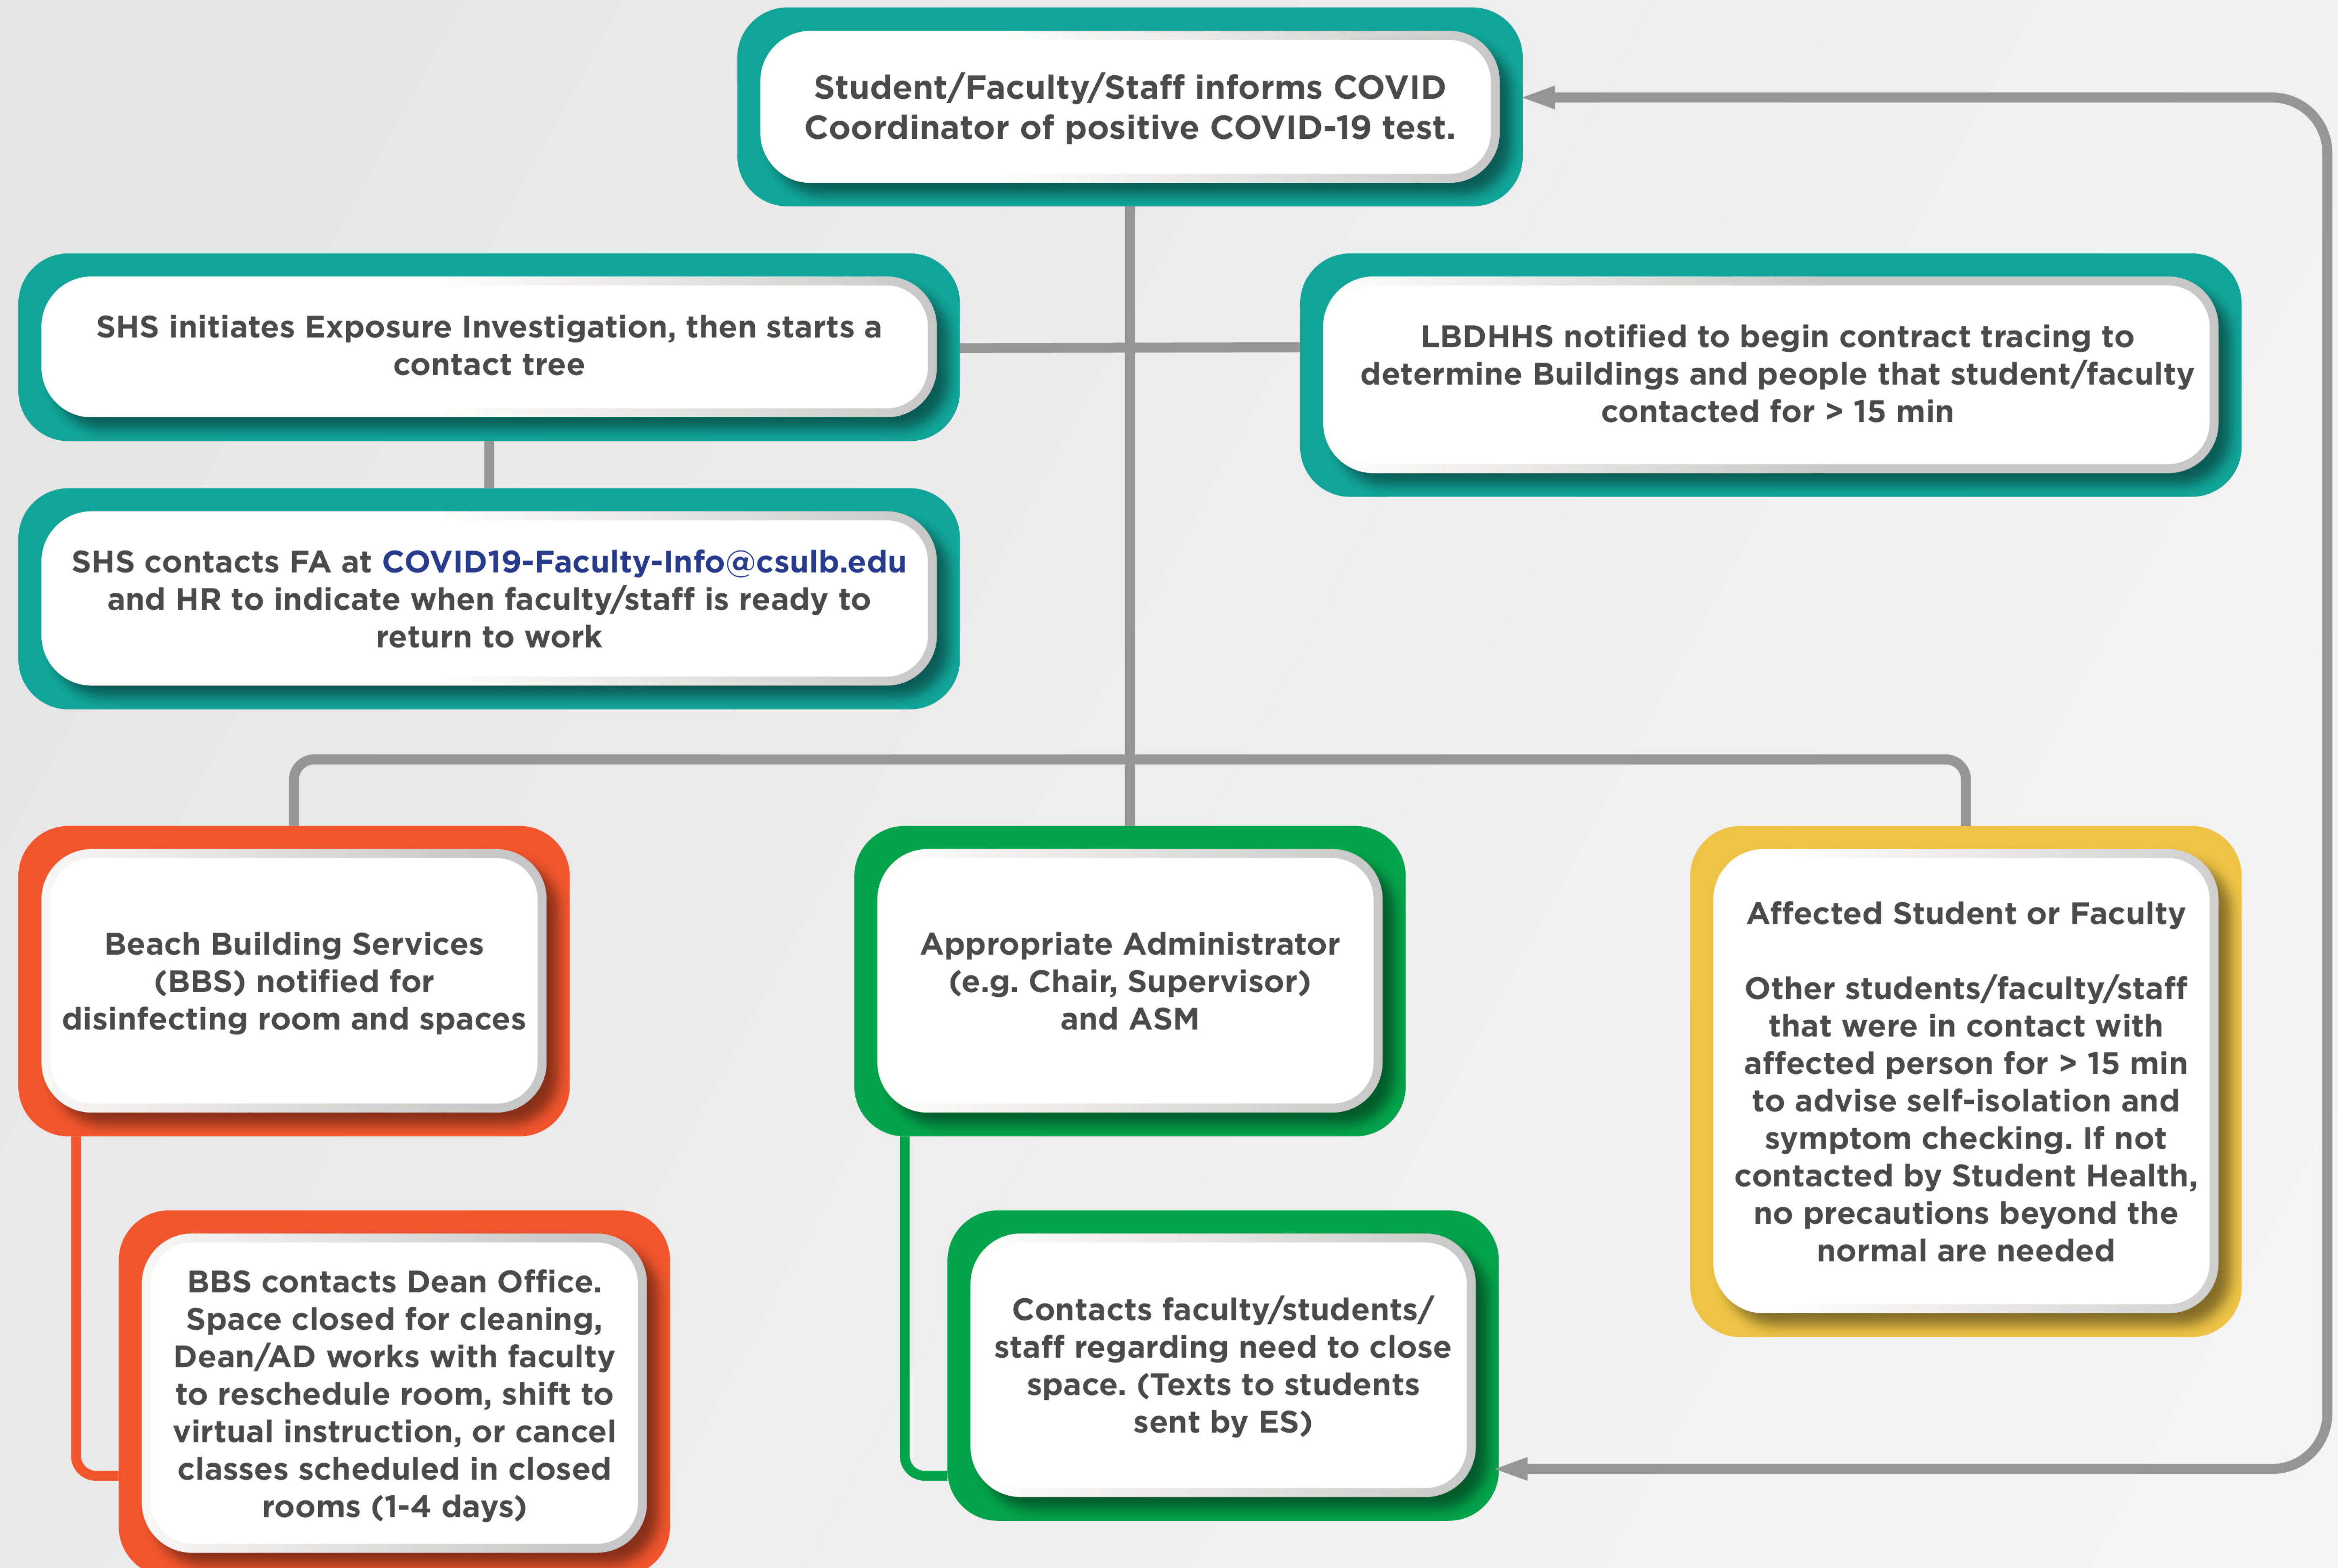 Student/Faculty/Staff informs COVID
Coordinator of positive COVID-19 test.
SHS initiates Exposure Investigation, then starts a
contact tree
LBDHHS notified to begin contract tracing to
determine Buildings and people that student/faculty
contacted for > 15 min
SHS contacts FA at COVID19-Faculty-Info@csulb.edu
and HR to indicate when faculty/staff is ready to
return to work
Beach Building Services
(BBS) notified for
disinfecting room and spaces
Appropriate Administrator
(e.g. Chair, Supervisor)
and ASM
Affected Student or Faculty
Other students/faculty/staff
that were in contact with
affected person for > 15 min
to advise self-isolation and
symptom checking. If not
contacted by Student Health,
no precautions beyond the
normal are needed
BBS contacts Dean Office.
Space closed for cleaning,
Dean/AD works with faculty
to reschedule room, shift to
virtual instruction, or cancel
classes scheduled in closed
rooms (1-4 days)
Contacts faculty/students/
staff regarding need to close
space. (Texts to students
sent by ES)